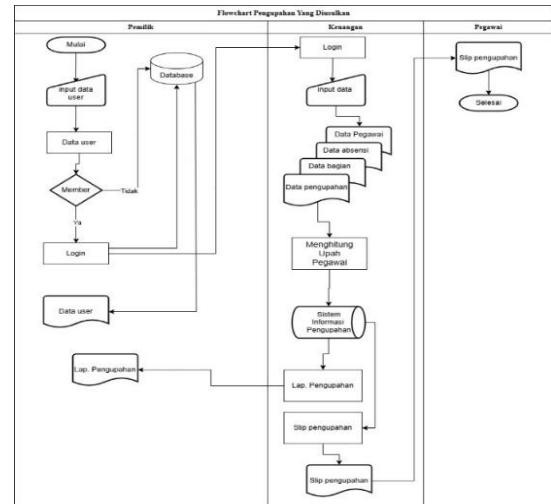 Flowchart Pengupahan Yang Diusulkan
Pemilik
Keuangan
Pegawai
Mulai
input data
user
Data user
Member
Tidak
Ya
Login
Database
Data user
Lap. Pengupahan
Login
Input data
Data Pegawai
Data absensi
Data bagian
Data pengupahan
Menghitung
Upah
Pegawai
Sistem
Informasi
Pengupahan
Lap. Pengupahan
Slip pengupahan
Slip pengupahan
Slip pengupahan
Selesai